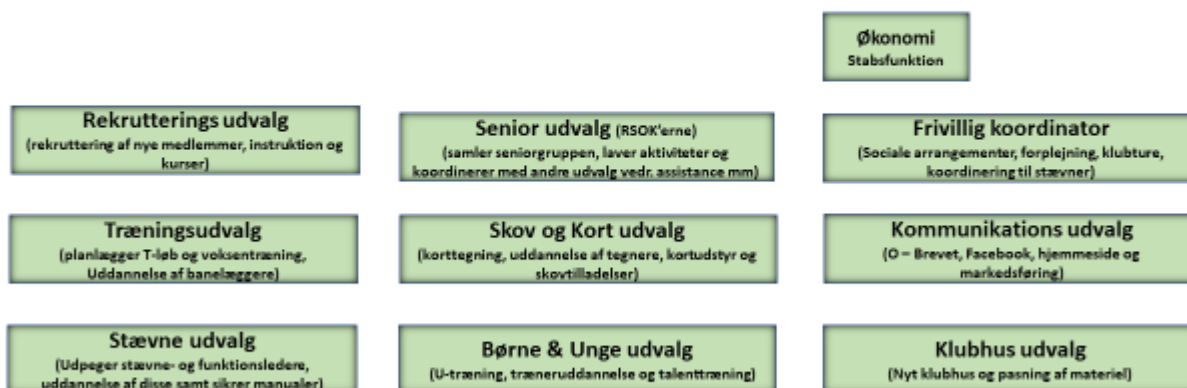 Økonomi
Stabsfunktion
Rekrutterings udvalg
(rekruttering af nye medlemmer, instruktion og
kurser)
Senior udvalg (RSOK'erne)
(samler seniorgruppen, laver aktiviteter og
koordinerer med andre udvalg vedr. assistance mm)
Frivillig koordinator
(Sociale arrangementer, forplejning, klubture,
koordinering til stævner)
Træningsudvalg
(planlægger T-løb og voksentræning,
Uddannelse af banelæggere)
Skov og Kort udvalg
(korttegning, uddannelse af tegnere, kortudstyr og
skovtilladelser)
Kommunikations udvalg
(O – Brevet, Facebook, hjemmeside og
markedsføring)
Stævne udvalg
(Udpeger stævne- og funktionsledere,
uddannelse af disse samt sikrer manualer)
Børne & Unge udvalg
(U-træning, træneruddannelse og talenttræning)
Klubhus udvalg
(Nyt klubhus og pasning af materiel)